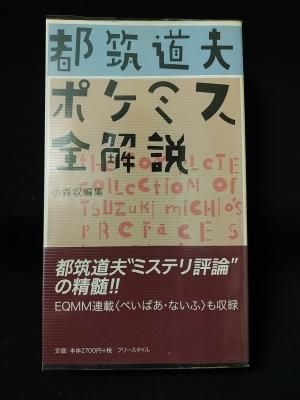 都筑道夫
ポケミス
全解説
小森収編集
the COMPLETE
COLLECTION OF
TSUZUKI MICHIO'S
PREFACES
都筑道夫“ミステリ評論”
の精髄!!
EQMM連載〈ぺいぱあ・ないふ〉も収録
定価:本体2700円+税 フリースタイル